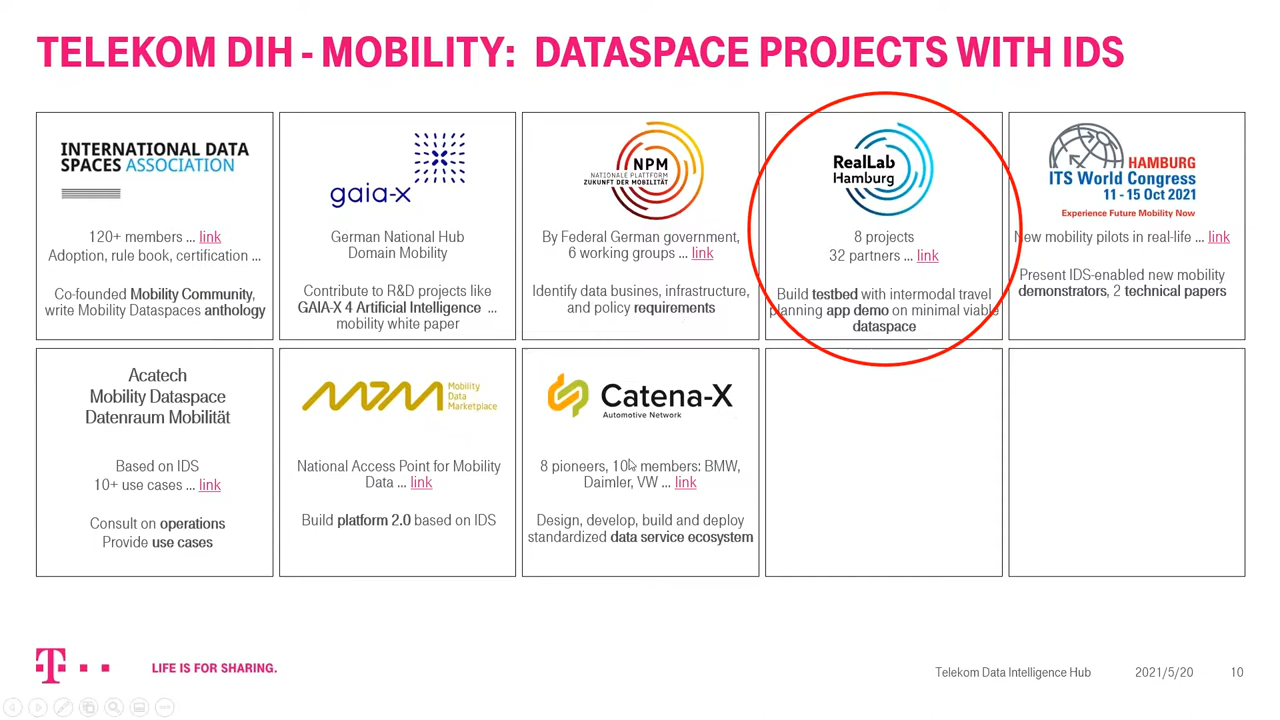 TELEKOM DIH - MOBILITY: DATASPACE PROJECTS WITH IDS
INTERNATIONAL DATA
SPACES ASSOCIATION
120+ members ... link
Adoption, rule book, certification ...
Co-founded Mobility Community,
write Mobility Dataspaces anthology
gaia-x
German National Hub
Domain Mobility
Contribute to R&D projects like
GAIA-X 4 Artificial Intelligence ...
mobility white paper
NPM
NATIONALE PLATTFORM
ZUKUNFT DER MOBILITÄT
By Federal German government,
6 working groups ... link
Identify data busines, infrastructure,
and policy requirements
RealLab
Hamburg
8 projects
32 partners ... link
Build testbed with intermodal travel
planning app demo on minimal viable
dataspace
HAMBURG
ITS World Congress
11 - 15 Oct 2021
Experience Future Mobility Now
New mobility pilots in real-life ... link
Present IDS-enabled new mobility
demonstrators, 2 technical papers
Acatech
Mobility Dataspace
Datenraum Mobilität
Based on IDS
10+ use cases ... link
Consult on operations
Provide use cases
MDM
Mobility
Data
Marketplace
National Access Point for Mobility
Data ... link
Build platform 2.0 based on IDS
Catena-X
Automotive Network
8 pioneers, members: BMW,
Daimler, VW ... link
Design, develop, build and deploy
standardized data service ecosystem
T
LIFE IS FOR SHARING.
Telekom Data Intelligence Hub
2021/5/20
10